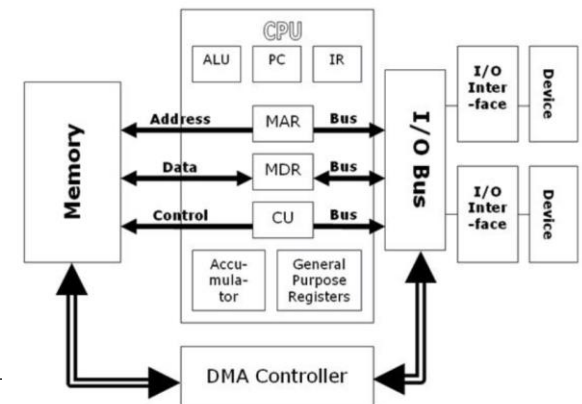 CPU
ALU
PC
IR
Address
MAR
Bus
Data
MDR
Bus
Control
CU
Bus
Memory
I/O Bus
I/O
Inter
-face
Device
I/O
Inter
-face
Device
Accu-
mula-
tor
General
Purpose
Registers
DMA Controller